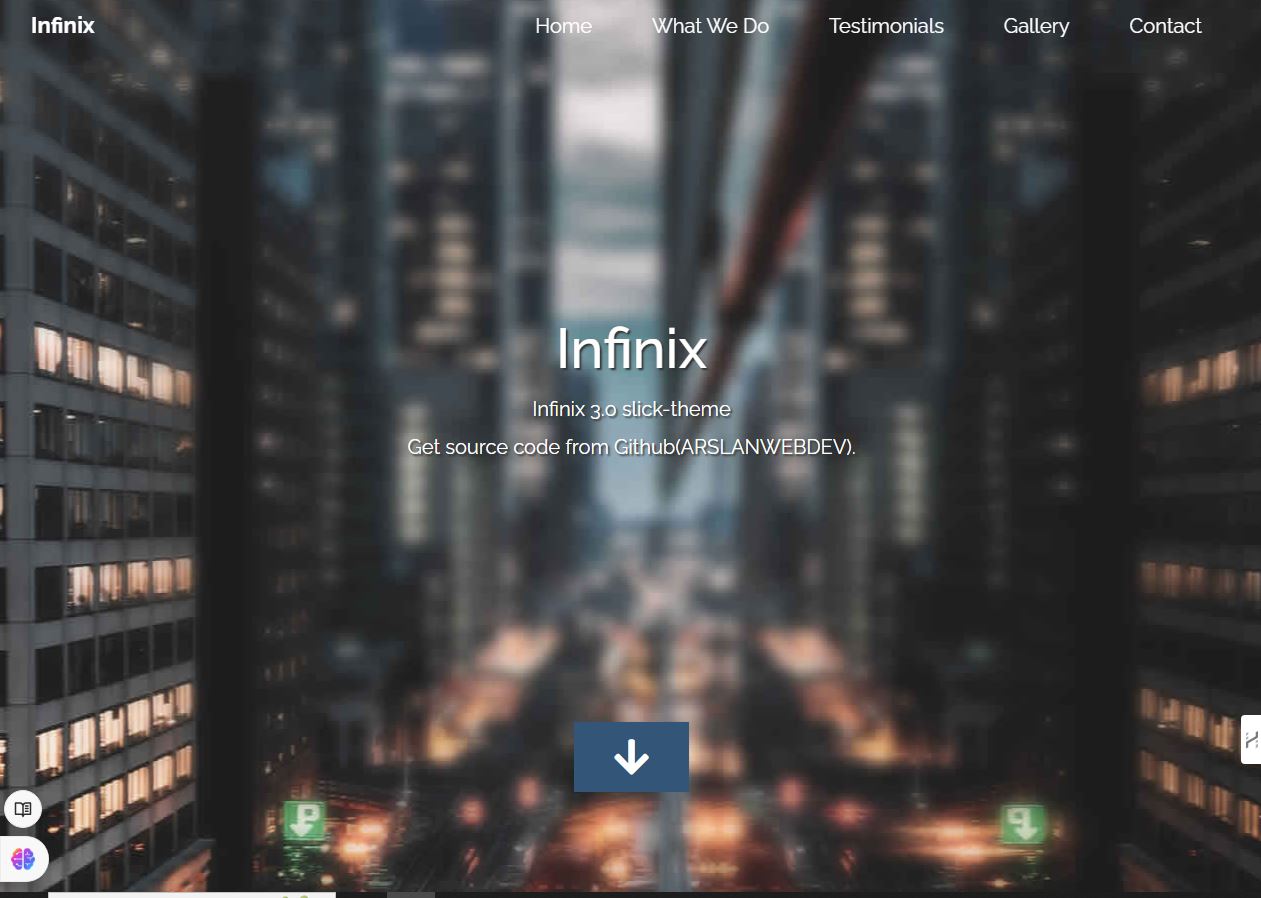 Infinix
Home What We Do Testimonials Gallery Contact
Infinix
Infinix 3.0 slick-theme
Get source code from Github(ARSLANWEBDEV).
P